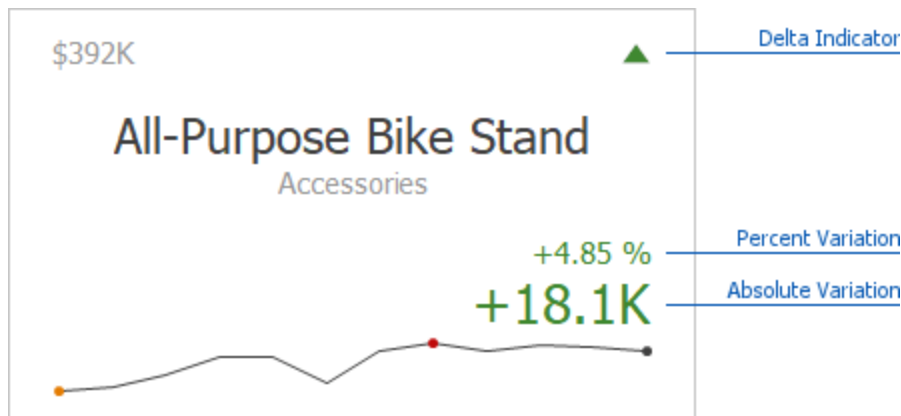 $392K
Delta Indicator
All-Purpose Bike Stand
Accessories
+4.85 %
Percent Variation
+18.1K
Absolute Variation